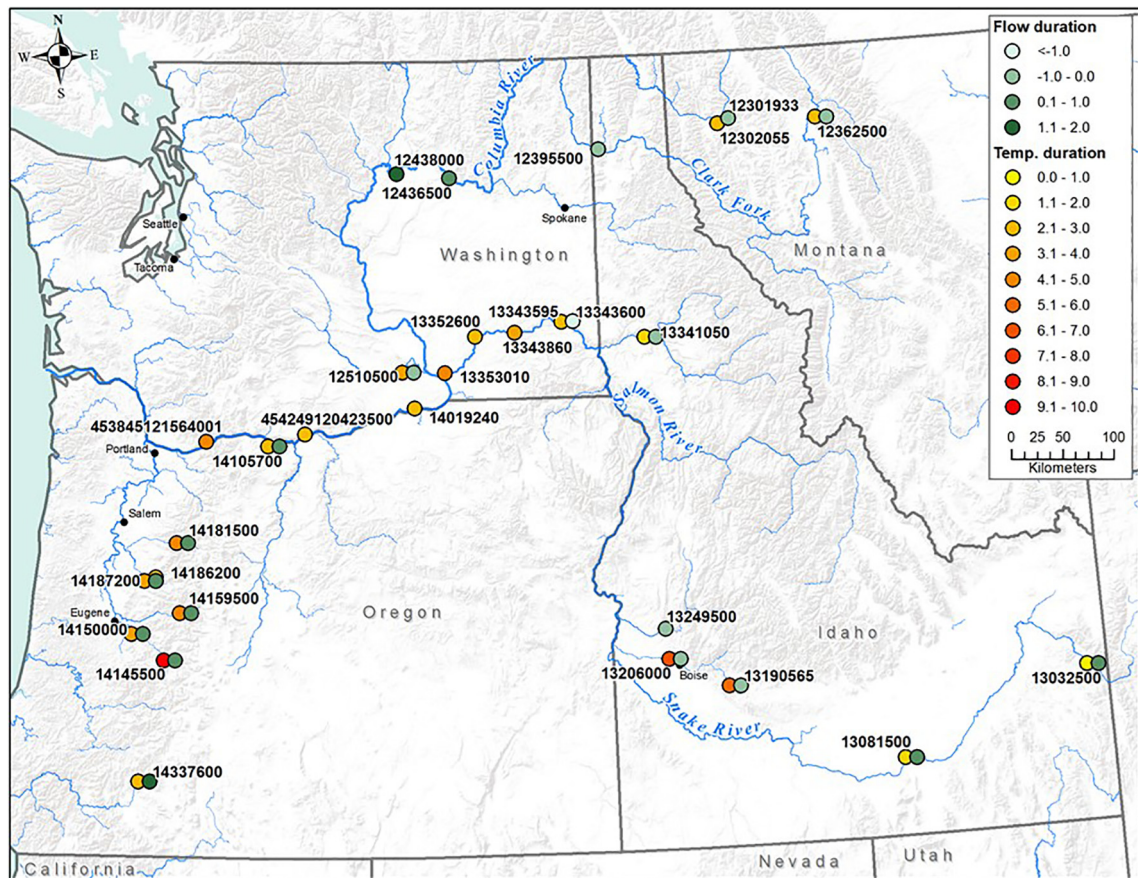 N
W E
S
Flow duration
<-1.0
-1.0 - 0.0
0.1 - 1.0
1.1 - 2.0
Temp. duration
0.0 - 1.0
1.1 - 2.0
2.1 - 3.0
3.1 - 4.0
4.1 - 5.0
5.1 - 6.0
6.1 - 7.0
7.1 - 8.0
8.1 - 9.0
9.1 - 10.0
0 25 50 100
Kilometers
Columbia River
12301933
12302055
12362500
12395500
12438000
12436500
Clark Fork
Spokane
Seattle
Tacoma
Washington
Montana
13352600
13343595
13343600
13343860
13341050
12510500
13353010
Salmon River
14019240
454249120423500
453845121564001
Portland
14105700
Salem
14181500
14186200
14187200
14159500
Eugene
14150000
14145500
Oregon
13249500
Idaho
13206000
Boise
13190565
13032500
Snake River
13081500
14337600
California
Nevada
Utah